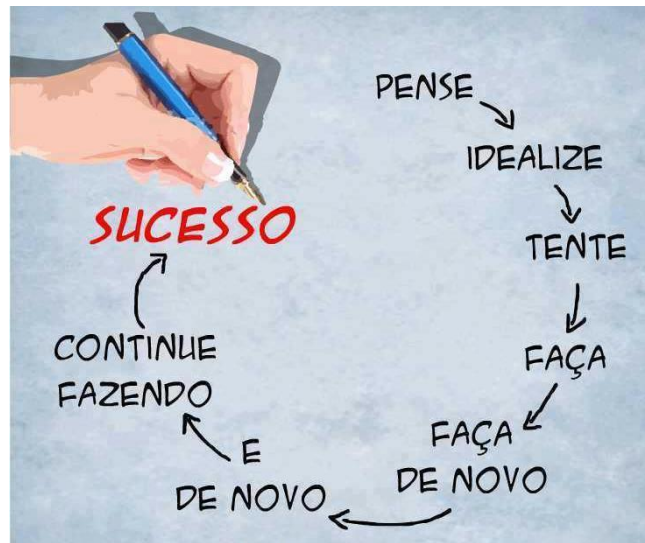 PENSE
IDEALIZE
TENTE
FAÇA
FAÇA
DE NOVO
E
DE NOVO
CONTINUE
FAZENDO
SUCESSO